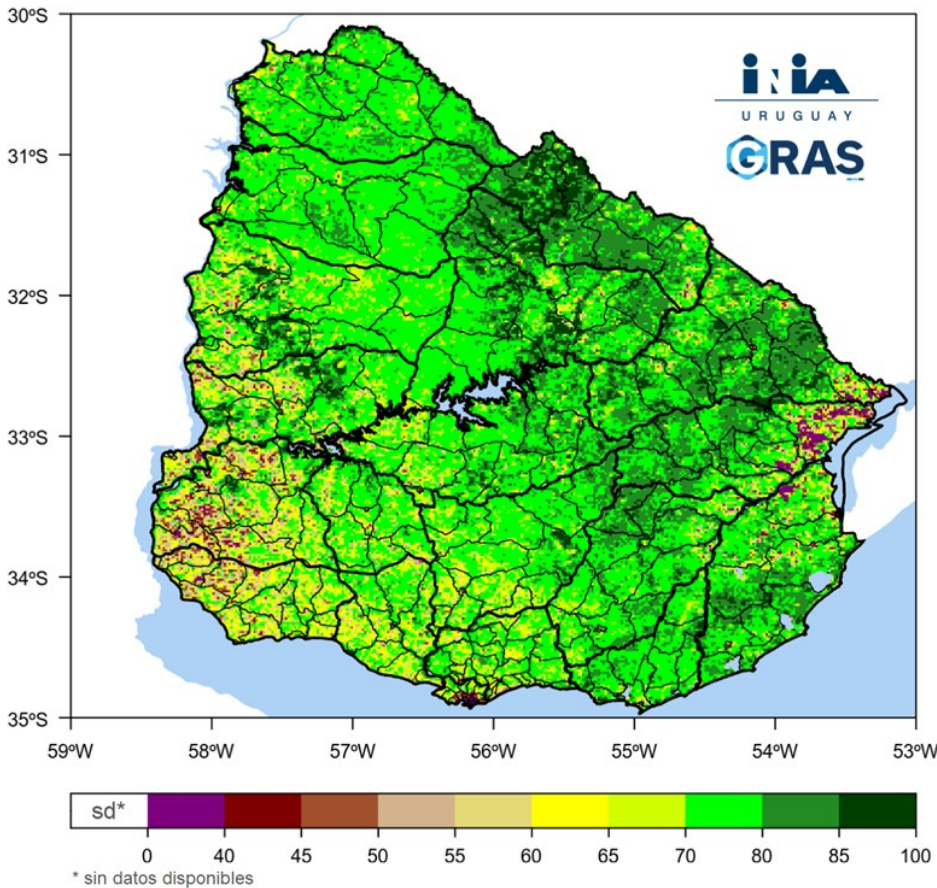 30ºS
31ºS
32ºS
33ºS
34ºS
35ºS
iNiA
URUGUAY
GRAS
59ºW 58ºW 57ºW 56ºW 55ºW 54ºW 53ºW
sd*
0 40 45 50 55 60 65 70 80 85 100
* sin datos disponibles